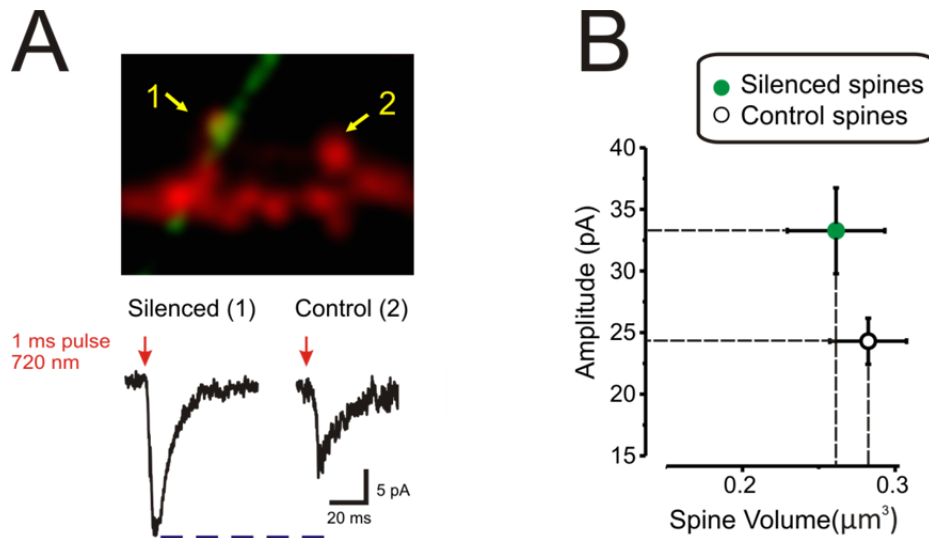 A
1
2
Silenced (1)
Control (2)
1 ms pulse
720 nm
5 pA
20 ms
B
Silenced spines
Control spines
40
35
30
25
20
15
Amplitude (pA)
0.2
0.3
Spine Volume(μm³)